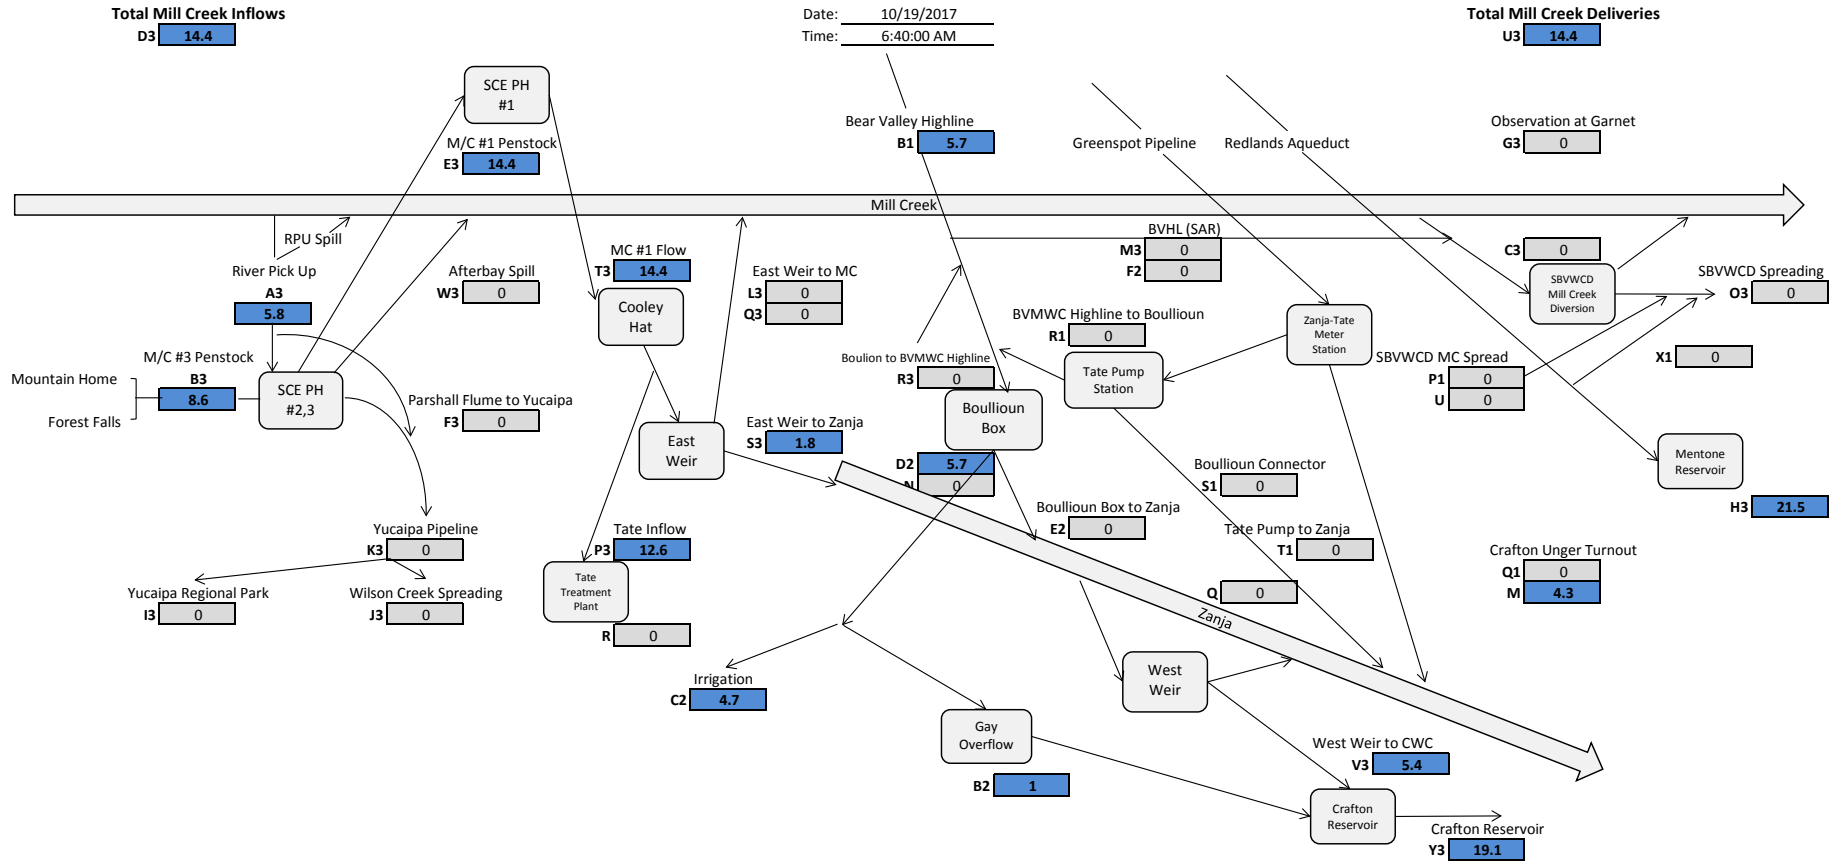 Total Mill Creek Inflows
D3 14.4
Date: 10/19/2017
Time: 6:40:00 AM
Total Mill Creek Deliveries
U3 14.4
SCE PH
#1
M/C #1 Penstock
E3 14.4
Bear Valley Highline
B1 5.7
Greenspot Pipeline
Redlands Aqueduct
Observation at Garnet
G3 0
Mill Creek
RPU Spill
River Pick Up
A3
5.8
Afterbay Spill
W3 0
MC #1 Flow
T3 14.4
Cooley
Hat
East Weir to MC
L3 0
Q3 0
BVHL (SAR)
M3 0
F2 0
C3 0
SBVWCD
Mill Creek
Diversion
SBVWCD Spreading
O3 0
BVMWC Highline to Boullioun
R1 0
Zanja-Tate
Meter
Station
M/C #3 Penstock
B3
8.6
Mountain Home
Forest Falls
SCE PH
#2,3
Parshall Flume to Yucaipa
F3 0
Boulion to BVMWC Highline
R3 0
Tate Pump
Station
SBVWCD MC Spread
P1 0
U 0
X1 0
Boullioun
Box
East
Weir
East Weir to Zanja
S3 1.8
D2 5.7
N 0
Boullioun Connector
S1 0
Mentone
Reservoir
H3 21.5
Boullioun Box to Zanja
E2 0
Yucaipa Pipeline
K3 0
Tate Inflow
P3 12.6
Tate Pump to Zanja
T1 0
Crafton Unger Turnout
Q1 0
M 4.3
Yucaipa Regional Park
I3 0
Wilson Creek Spreading
J3 0
Tate
Treatment
Plant
R 0
Q 0
Zanja
Irrigation
C2 4.7
West
Weir
Gay
Overflow
B2 1
West Weir to CWC
V3 5.4
Crafton
Reservoir
Crafton Reservoir
Y3 19.1